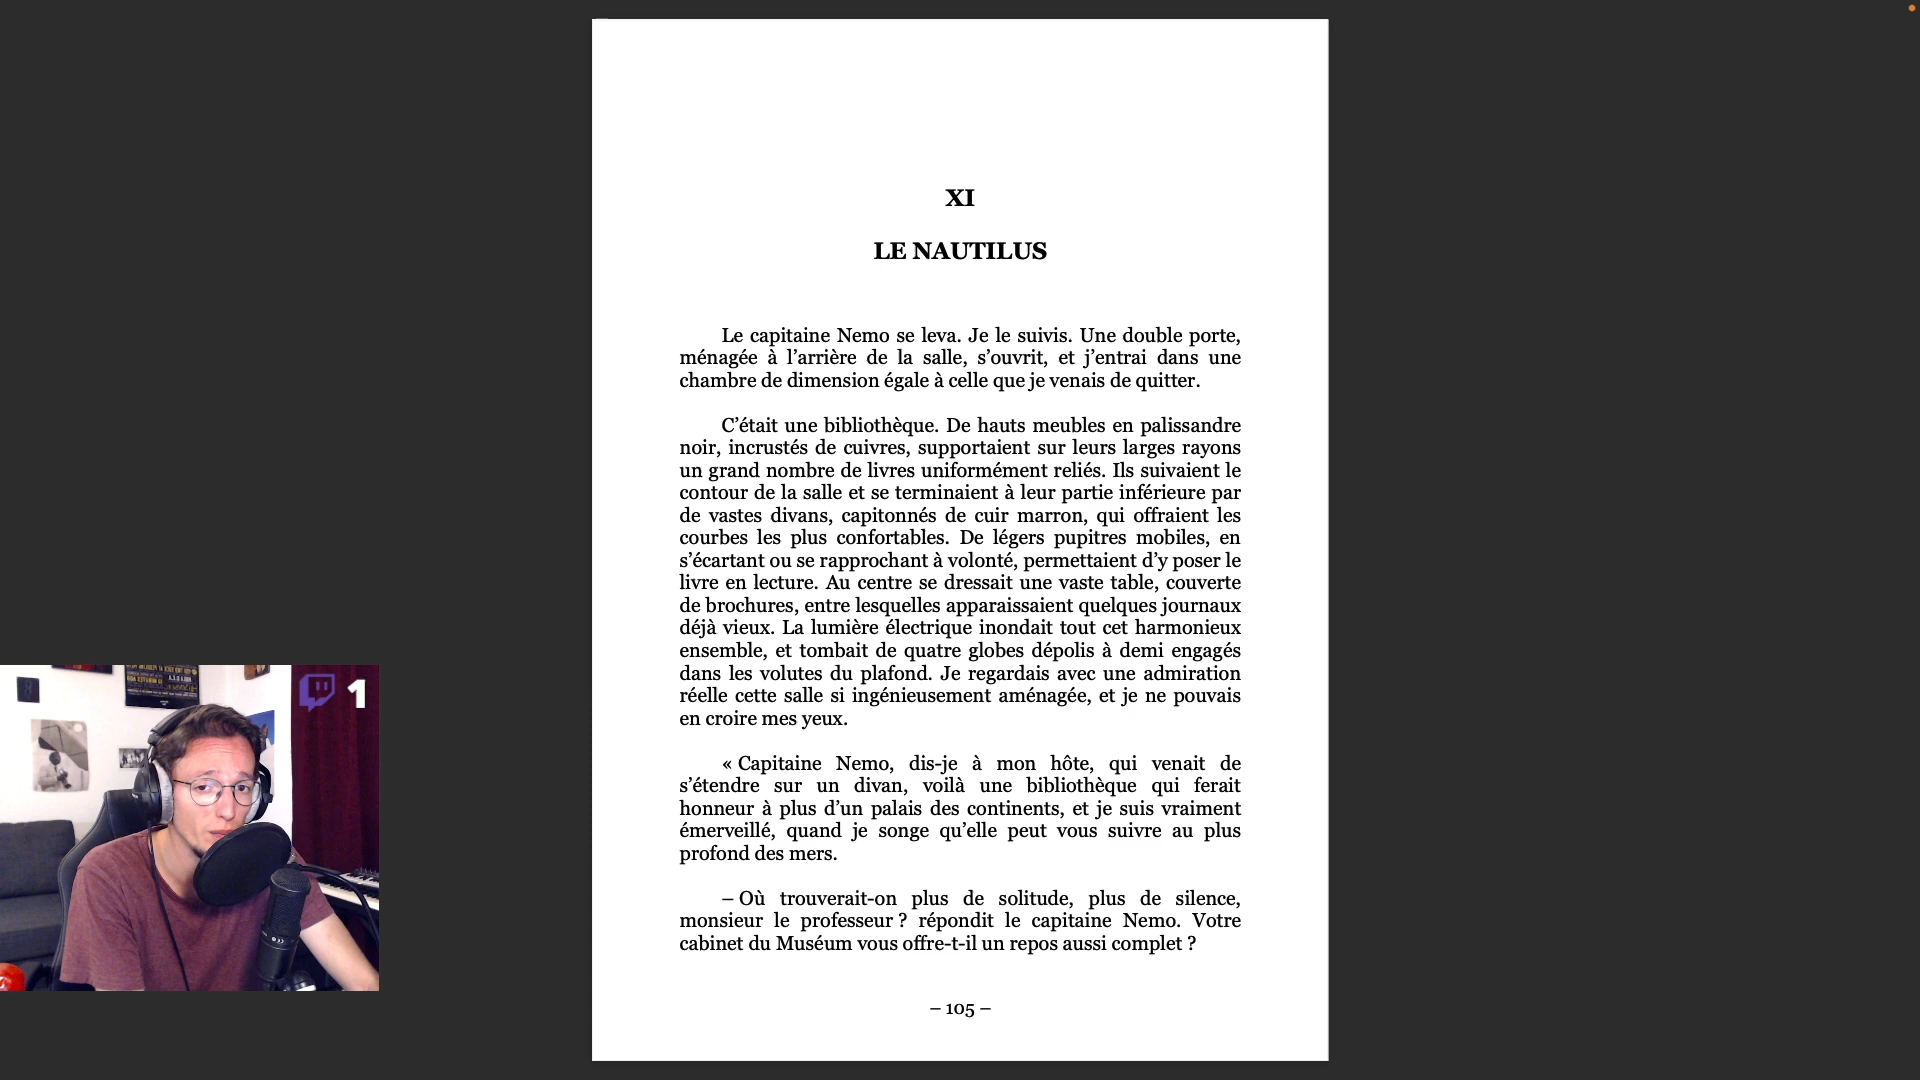 XI
LE NAUTILUS
Le capitaine Nemo se leva. Je le suivis. Une double porte,
ménagée à l’arrière de la salle, s’ouvrit, et j’entrai dans une
chambre de dimension égale à celle que je venais de quitter.
C’était une bibliothèque. De hauts meubles en palissandre
noir, incrustés de cuivres, supportaient sur leurs larges rayons
un grand nombre de livres uniformément reliés. Ils suivaient le
contour de la salle et se terminaient à leur partie inférieure par
de vastes divans, capitonnés de cuir marron, qui offraient les
courbes les plus confortables. De légers pupitres mobiles, en
s’écartant ou se rapprochant à volonté, permettaient d’y poser le
livre en lecture. Au centre se dressait une vaste table, couverte
de brochures, entre lesquelles apparaissaient quelques journaux
déjà vieux. La lumière électrique inondait tout cet harmonieux
ensemble, et tombait de quatre globes dépolis à demi engagés
dans les volutes du plafond. Je regardais avec une admiration
réelle cette salle si ingénieusement aménagée, et je ne pouvais
en croire mes yeux.
« Capitaine Nemo, dis-je à mon hôte, qui venait de
s’étendre sur un divan, voilà une bibliothèque qui ferait
honneur à plus d’un palais des continents, et je suis vraiment
émerveillé, quand je songe qu’elle peut vous suivre au plus
profond des mers.
– Où trouverait-on plus de solitude, plus de silence,
monsieur le professeur ? répondit le capitaine Nemo. Votre
cabinet du Muséum vous offre-t-il un repos aussi complet ?
– 105 –
1